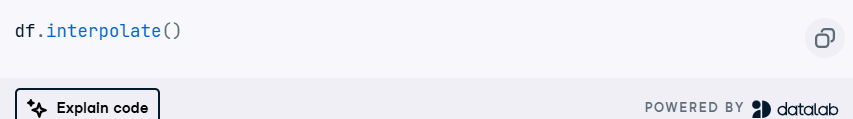 df.interpolate()
Explain code
POWERED BY datalab